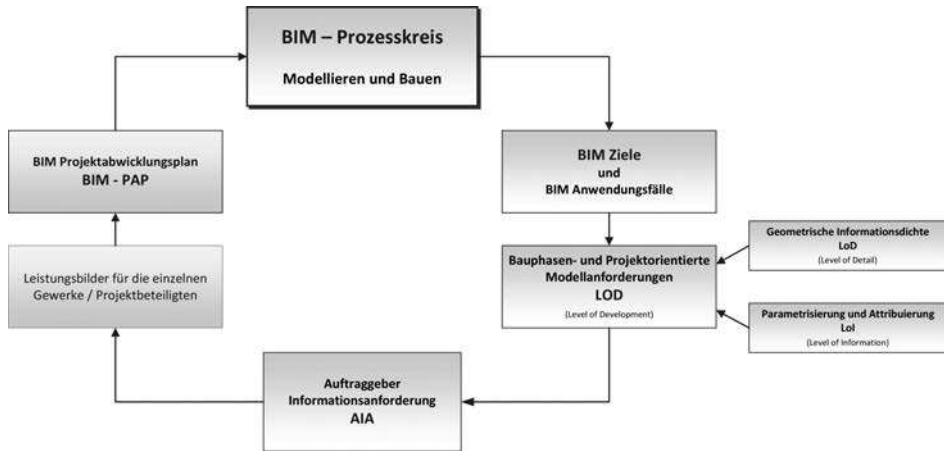 BIM – Prozesskreis
Modellieren und Bauen
BIM Ziele
und
BIM Anwendungsfälle
Bauphasen- und Projektorientierte
Modellanforderungen
LOD
(Level of Development)
Geometrische Informationsdichte
LoD
(Level of Detail)
Parametrisierung und Attribuierung
LoI
(Level of Information)
Auftraggeber
Informationsanforderung
AIA
Leistungsbilder für die einzelnen
Gewerke / Projektbeteiligten
BIM Projektabwicklungsplan
BIM - PAP